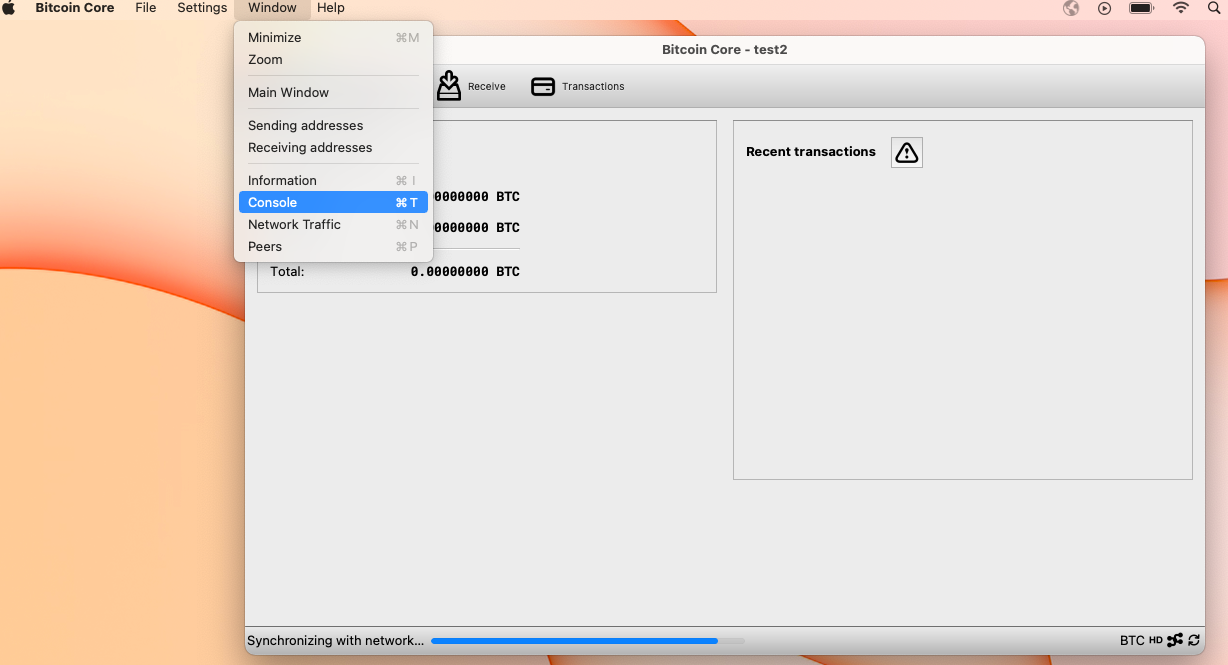 Bitcoin Core File Settings Window Help
Minimize ⌘M
Zoom
Main Window
Sending addresses
Receiving addresses
Information ⌘ I
Console ⌘ T
Network Traffic ⌘ N
Peers ⌘ P
Bitcoin Core - test2
Receive Transactions
0000000 BTC
0000000 BTC
Total: 0.00000000 BTC
Recent transactions
Synchronizing with network... BTC HD